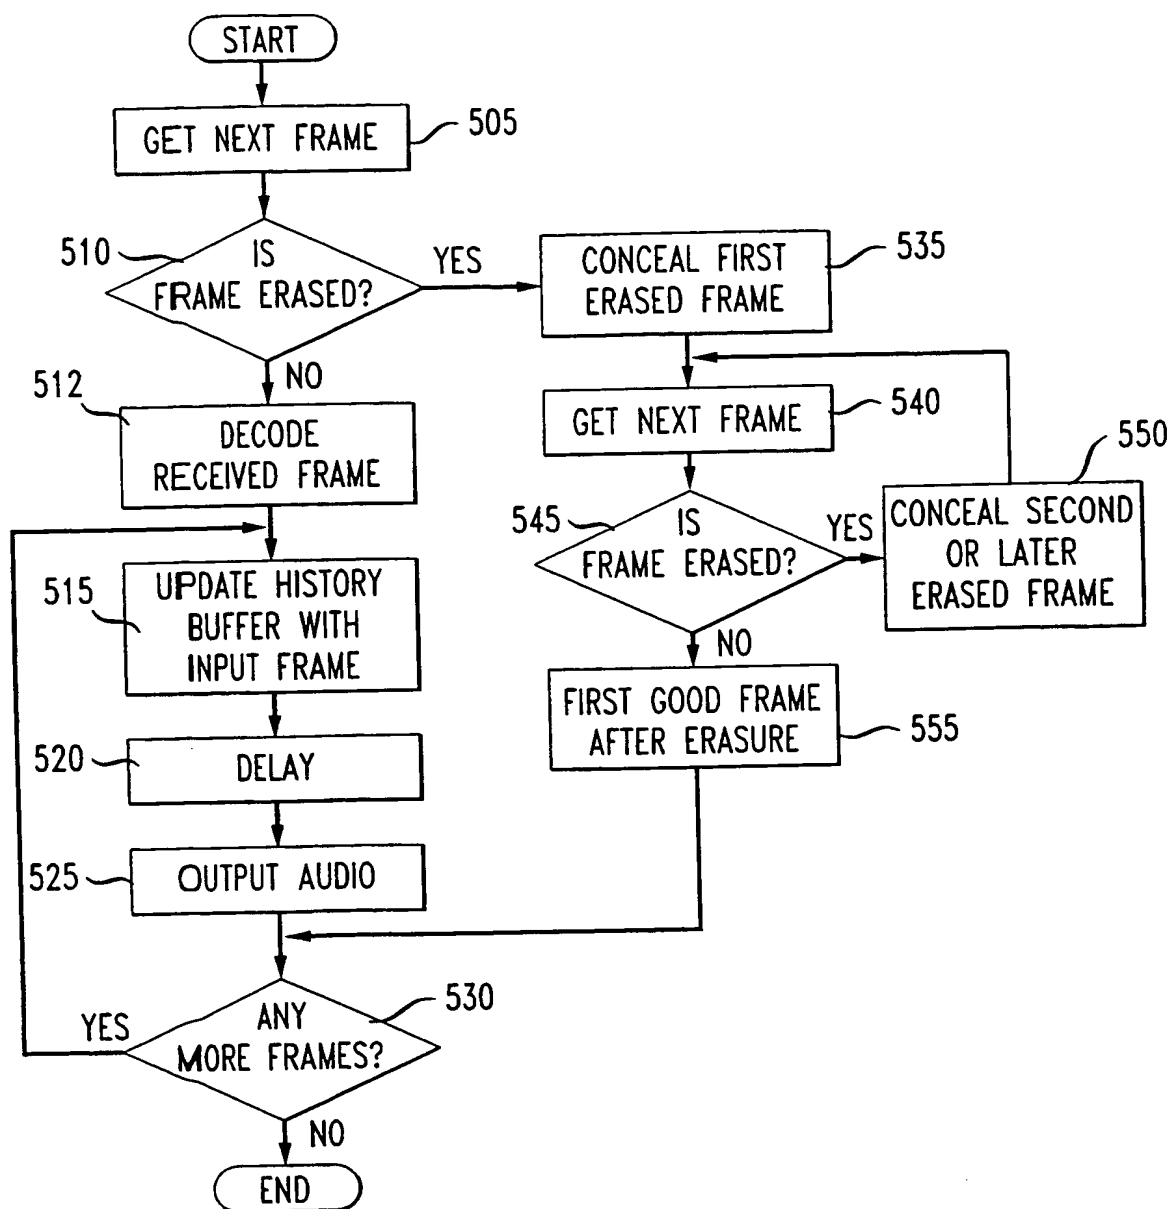 START
GET NEXT FRAME
505
510
IS
FRAME ERASED?
YES
CONCEAL FIRST
ERASED FRAME
535
NO
512
DECODE
RECEIVED FRAME
GET NEXT FRAME
540
550
545
IS
FRAME ERASED?
YES
CONCEAL SECOND
OR LATER
ERASED FRAME
515
UPDATE HISTORY
BUFFER WITH
INPUT FRAME
NO
FIRST GOOD FRAME
AFTER ERASURE
555
520
DELAY
525
OUTPUT AUDIO
530
YES
ANY
MORE FRAMES?
NO
END